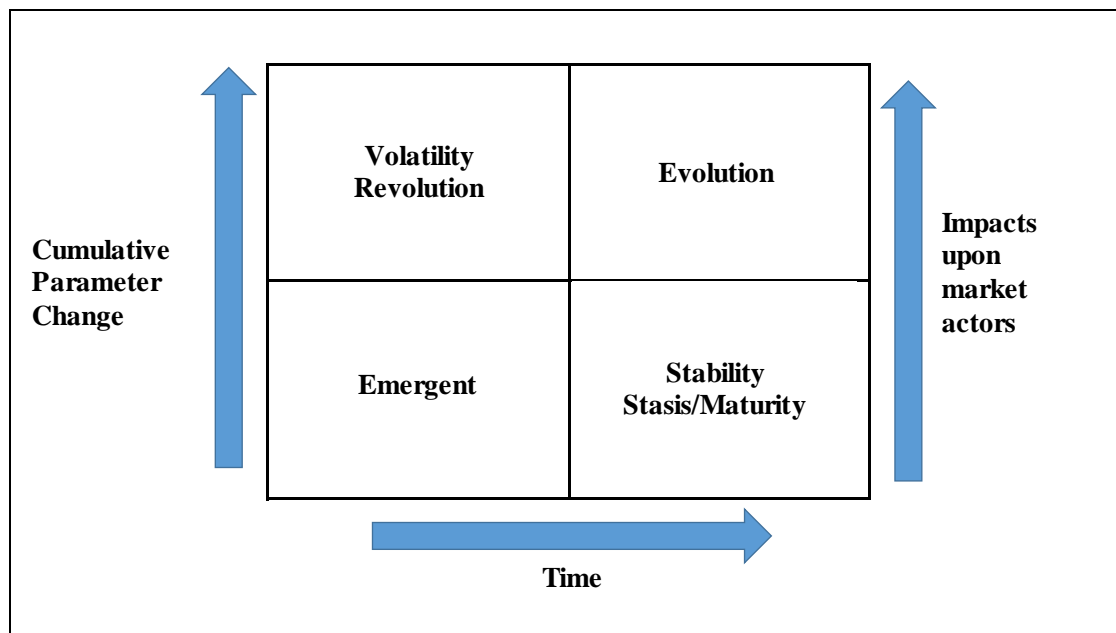 Volatility
Revolution
Evolution
Cumulative
Parameter
Change
Impacts
upon
market
actors
Emergent
Stability
Stasis/Maturity
Time